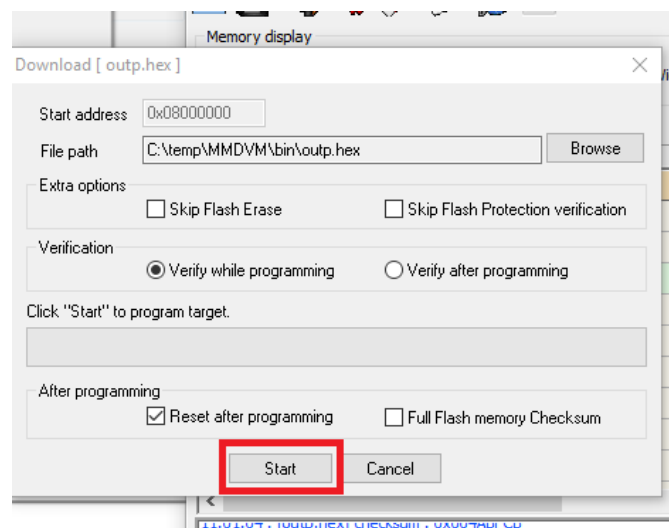 Memory display
Download [ outp.hex ]
Start address 0x08000000
File path C:\temp\MMDVM\bin\outp.hex Browse
Extra options
Skip Flash Erase Skip Flash Protection verification
Verification
Verify while programming Verify after programming
Click "Start" to program target.
After programming
Reset after programming Full Flash memory Checksum
Start Cancel